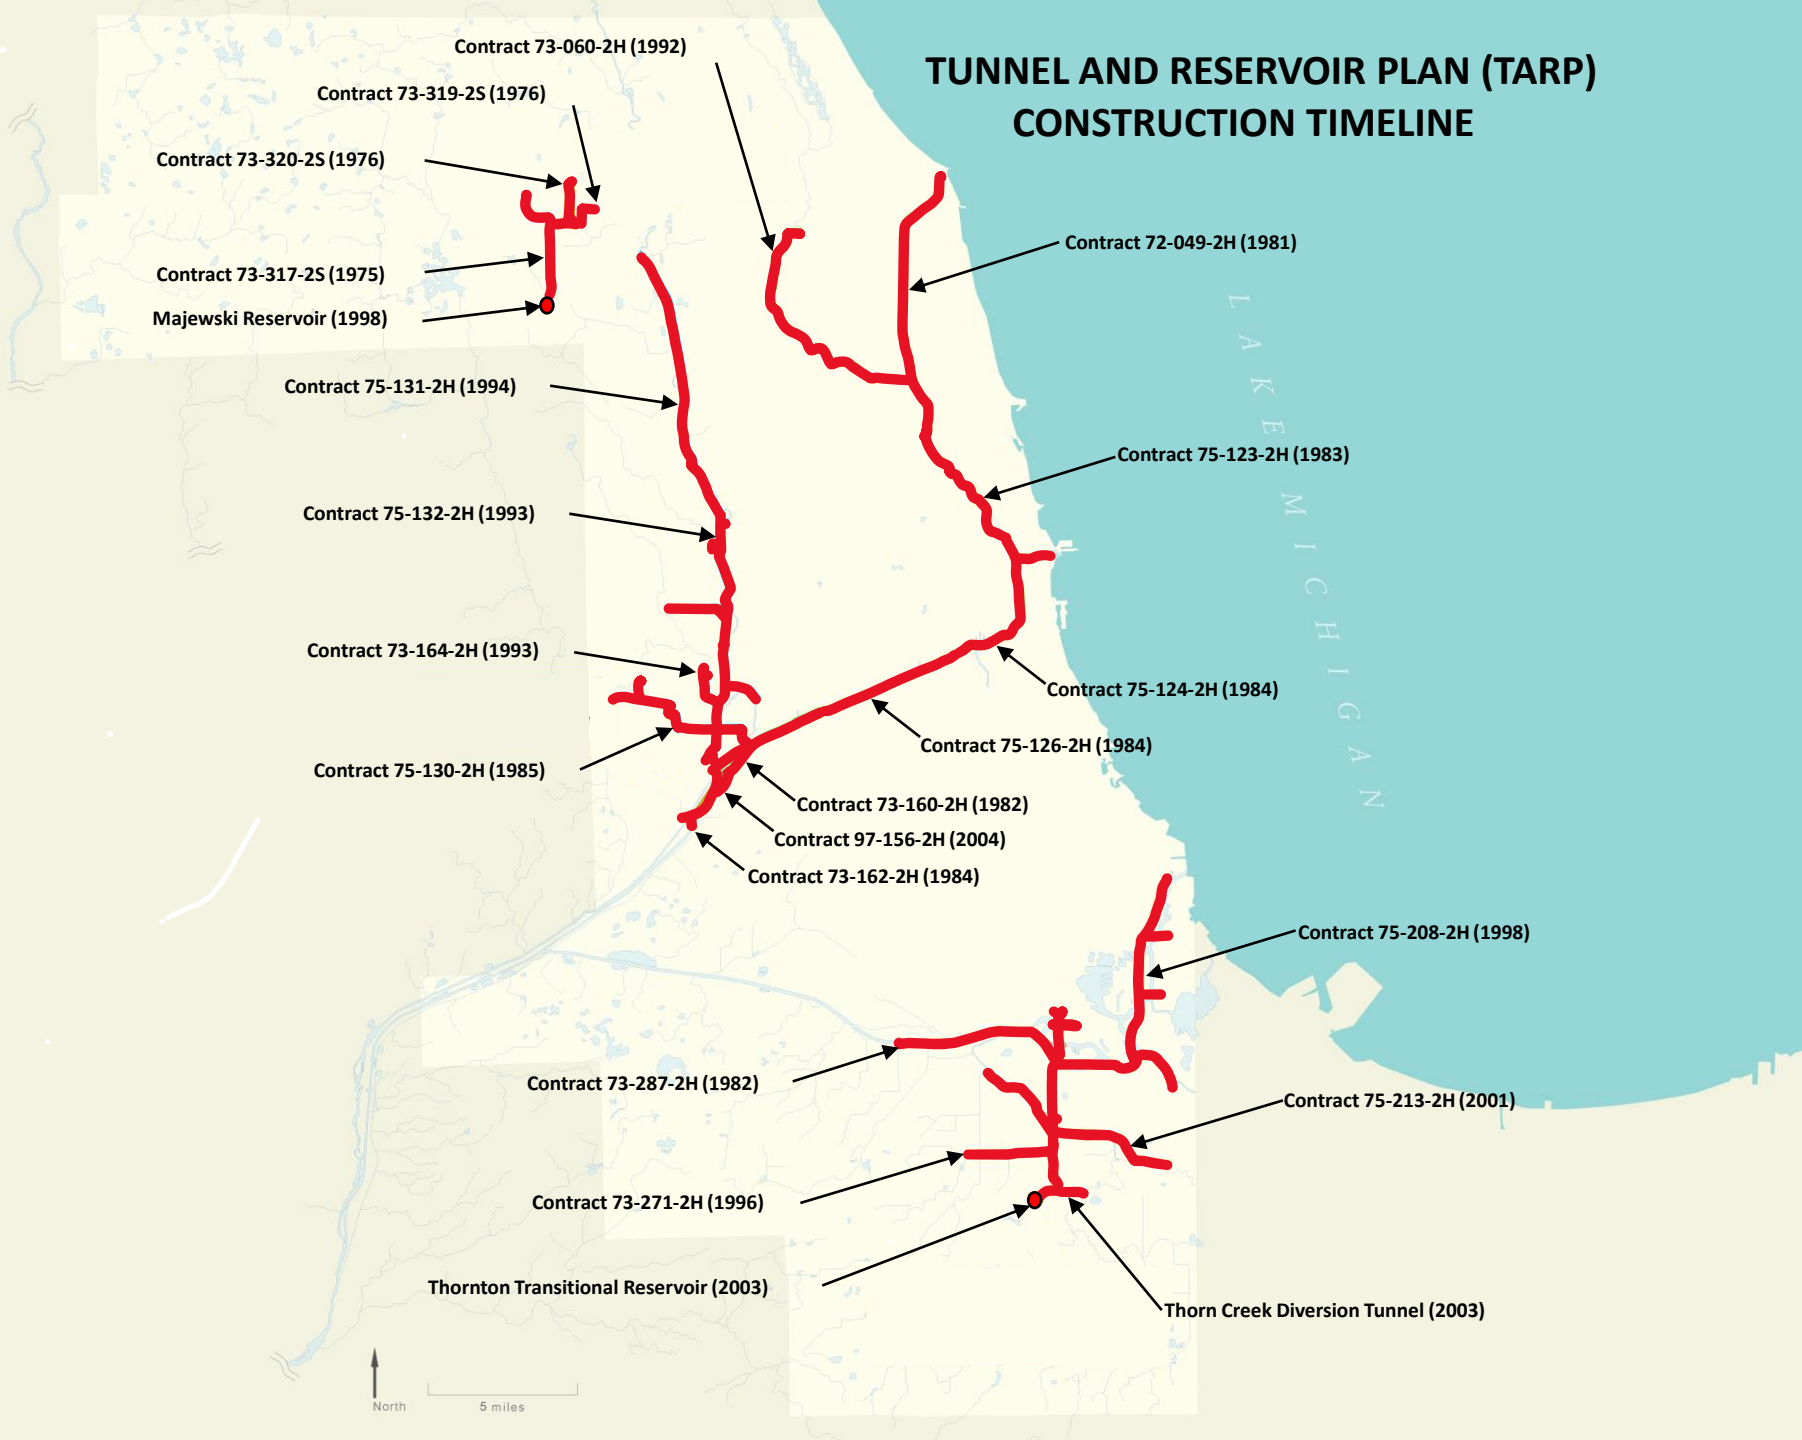 TUNNEL AND RESERVOIR PLAN (TARP)
CONSTRUCTION TIMELINE
Contract 73-060-2H (1992)
Contract 73-319-2S (1976)
Contract 73-320-2S (1976)
Contract 72-049-2H (1981)
Contract 73-317-2S (1975)
Majewski Reservoir (1998)
Contract 75-131-2H (1994)
Contract 75-123-2H (1983)
Contract 75-132-2H (1993)
LAKE MICHIGAN
Contract 73-164-2H (1993)
Contract 75-124-2H (1984)
Contract 75-126-2H (1984)
Contract 75-130-2H (1985)
Contract 73-160-2H (1982)
Contract 97-156-2H (2004)
Contract 73-162-2H (1984)
Contract 75-208-2H (1998)
Contract 73-287-2H (1982)
Contract 75-213-2H (2001)
Contract 73-271-2H (1996)
Thornton Transitional Reservoir (2003)
Thorn Creek Diversion Tunnel (2003)
North
5 miles